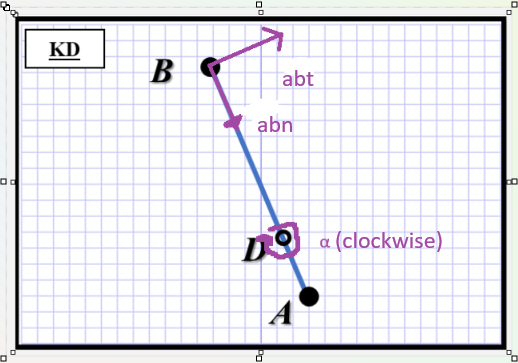 KD
B
abt
abn
D
α (clockwise)
A